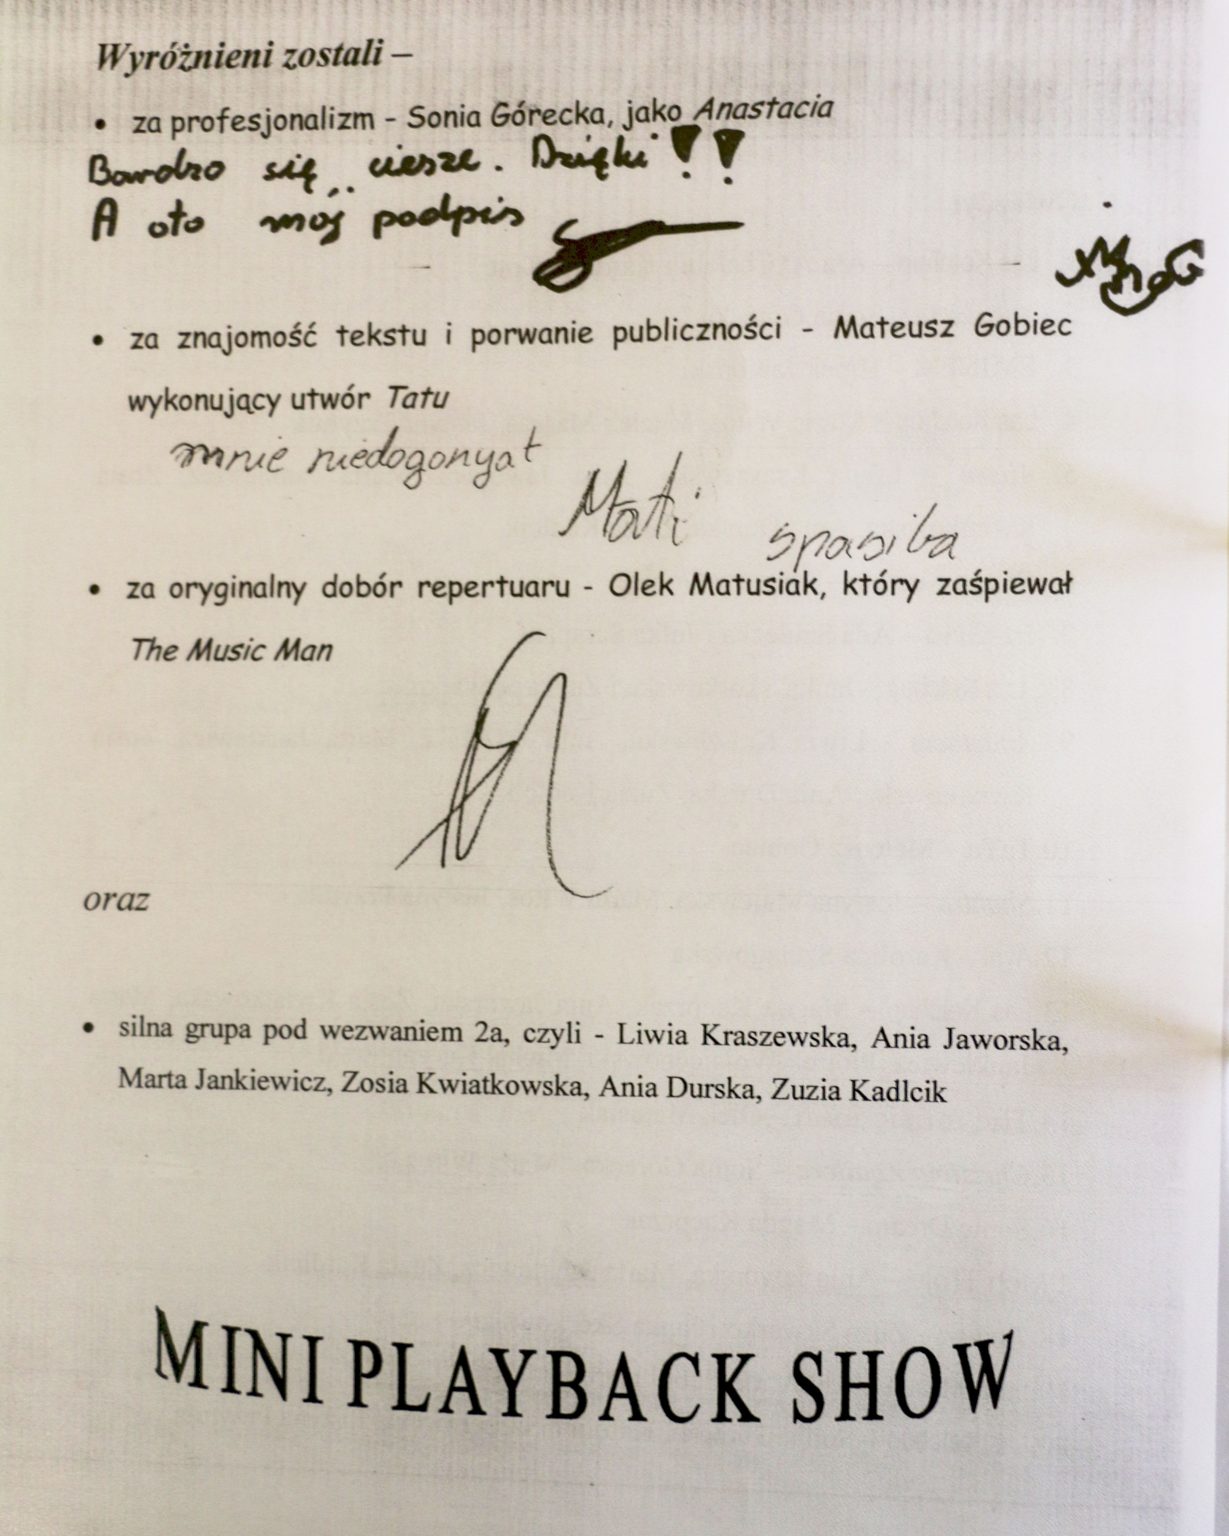 Wyróżnieni zostali –
• za profesjonalizm - Sonia Górecka, jako Anastacia
Bardzo się ciesze. Dzięki !!
A oto mój podpis
• za znajomość tekstu i porwanie publiczności - Mateusz Gobiec
wykonujący utwór Tatu
mnie niedogonyat
Mati
spasiba
• za oryginalny dobór repertuaru - Olek Matusiak, który zaśpiewał
The Music Man
oraz
• silna grupa pod wezwaniem 2a, czyli - Liwia Kraszewska, Ania Jaworska,
Marta Jankiewicz, Zosia Kwiatkowska, Ania Durska, Zuzia Kadlcik
MINI PLAYBACK SHOW